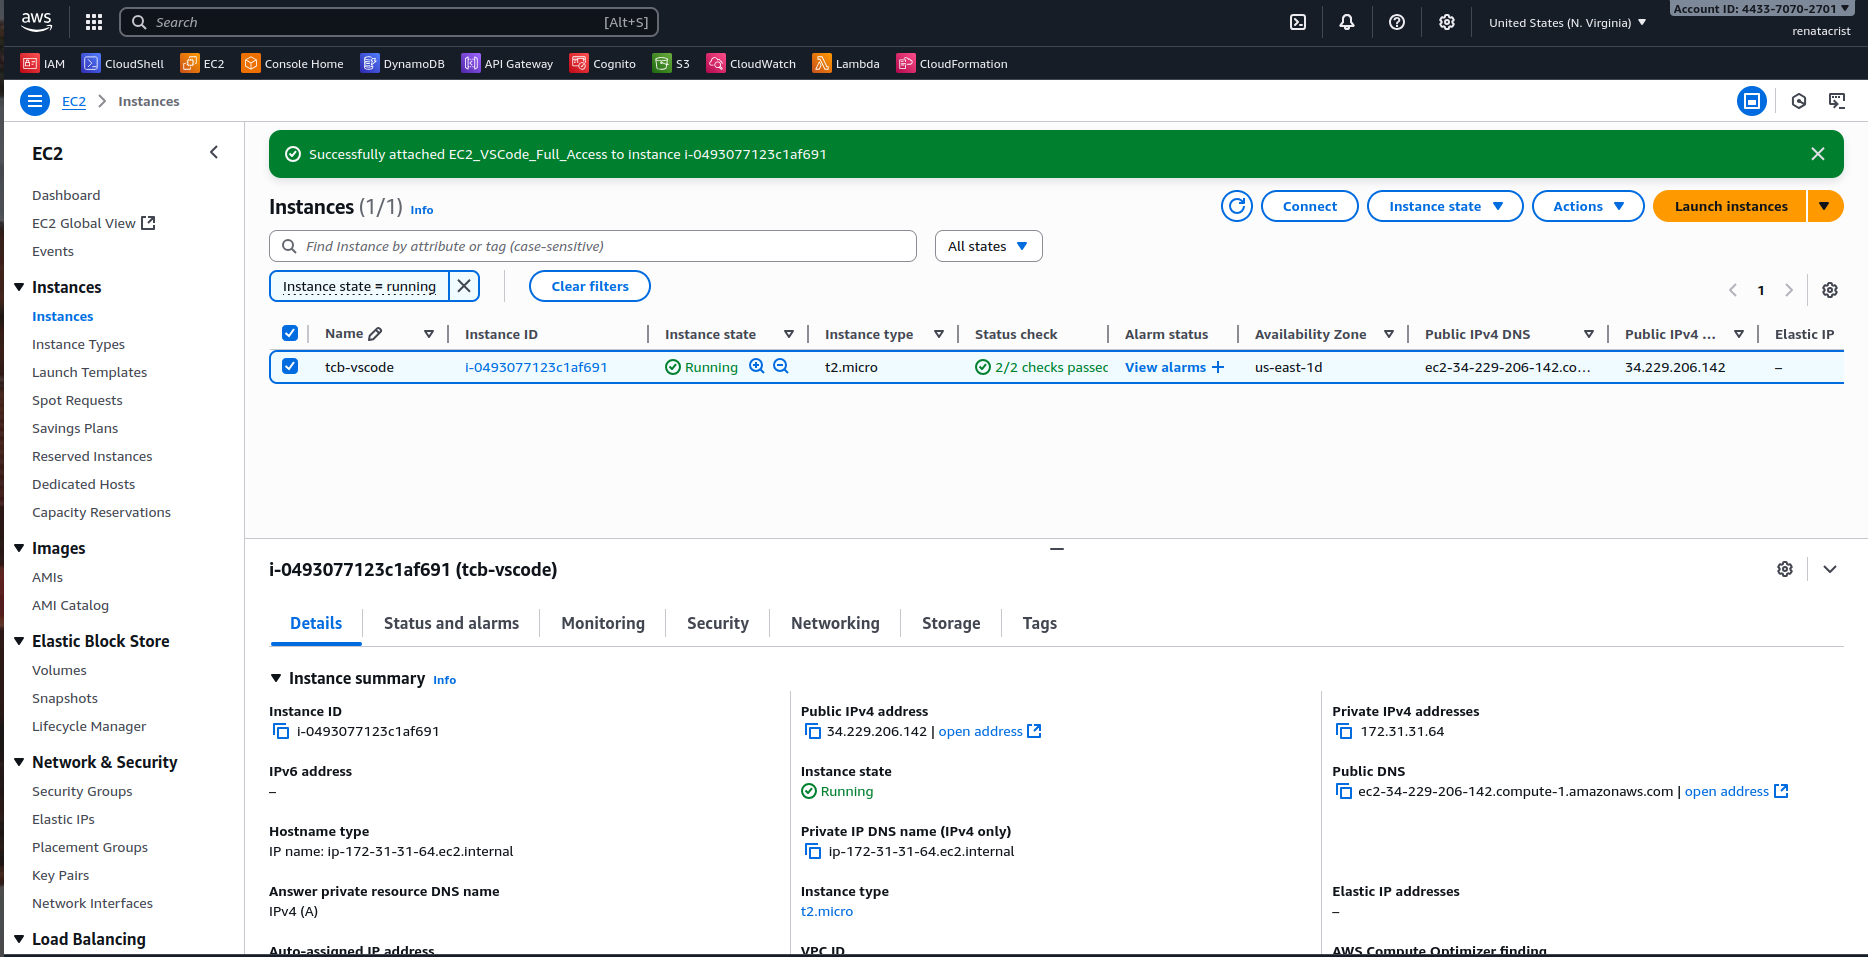 aws
Search [Alt+S]
United States (N. Virginia)
Account ID: 4433-7070-2701
renatacrist
IAM CloudShell EC2 Console Home DynamoDB API Gateway Cognito S3 CloudWatch Lambda CloudFormation
EC2 Instances
EC2
Dashboard
EC2 Global View
Events
Instances
Instances
Instance Types
Launch Templates
Spot Requests
Savings Plans
Reserved Instances
Dedicated Hosts
Capacity Reservations
Images
AMIs
AMI Catalog
Elastic Block Store
Volumes
Snapshots
Lifecycle Manager
Network & Security
Security Groups
Elastic IPs
Placement Groups
Key Pairs
Network Interfaces
Load Balancing
Successfully attached EC2_VSCode_Full_Access to instance i-0493077123c1af691
Instances (1/1) Info
Connect Instance state Actions Launch instances
Find Instance by attribute or tag (case-sensitive) All states
Instance state = running Clear filters
1
Name Instance ID Instance state Instance type Status check Alarm status Availability Zone Public IPv4 DNS Public IPv4 ... Elastic IP
tcb-vscode i-0493077123c1af691 Running t2.micro 2/2 checks passec View alarms + us-east-1d ec2-34-229-206-142.co... 34.229.206.142 –
i-0493077123c1af691 (tcb-vscode)
Details Status and alarms Monitoring Security Networking Storage Tags
Instance summary Info
Instance ID
i-0493077123c1af691
Public IPv4 address
34.229.206.142 | open address
Private IPv4 addresses
172.31.31.64
IPv6 address
–
Instance state
Running
Public DNS
ec2-34-229-206-142.compute-1.amazonaws.com | open address
Hostname type
IP name: ip-172-31-31-64.ec2.internal
Private IP DNS name (IPv4 only)
ip-172-31-31-64.ec2.internal
Answer private resource DNS name
IPv4 (A)
Instance type
t2.micro
Elastic IP addresses
–
Auto-assigned IP address
VPC ID
AWS Compute Optimizer finding